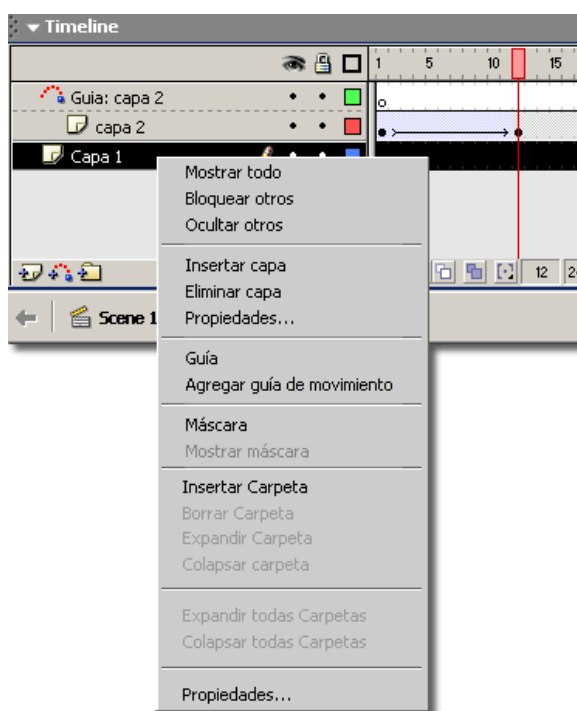 Timeline
1 5 10 15
Guia: capa 2
capa 2
Capa 1
Mostrar todo
Bloquear otros
Ocultar otros
Insertar capa
Eliminar capa
Propiedades...
12
Scene 1
Guía
Agregar guía de movimiento
Máscara
Mostrar máscara
Insertar Carpeta
Borrar Carpeta
Expandir Carpeta
Colapsar carpeta
Expandir todas Carpetas
Colapsar todas Carpetas
Propiedades...